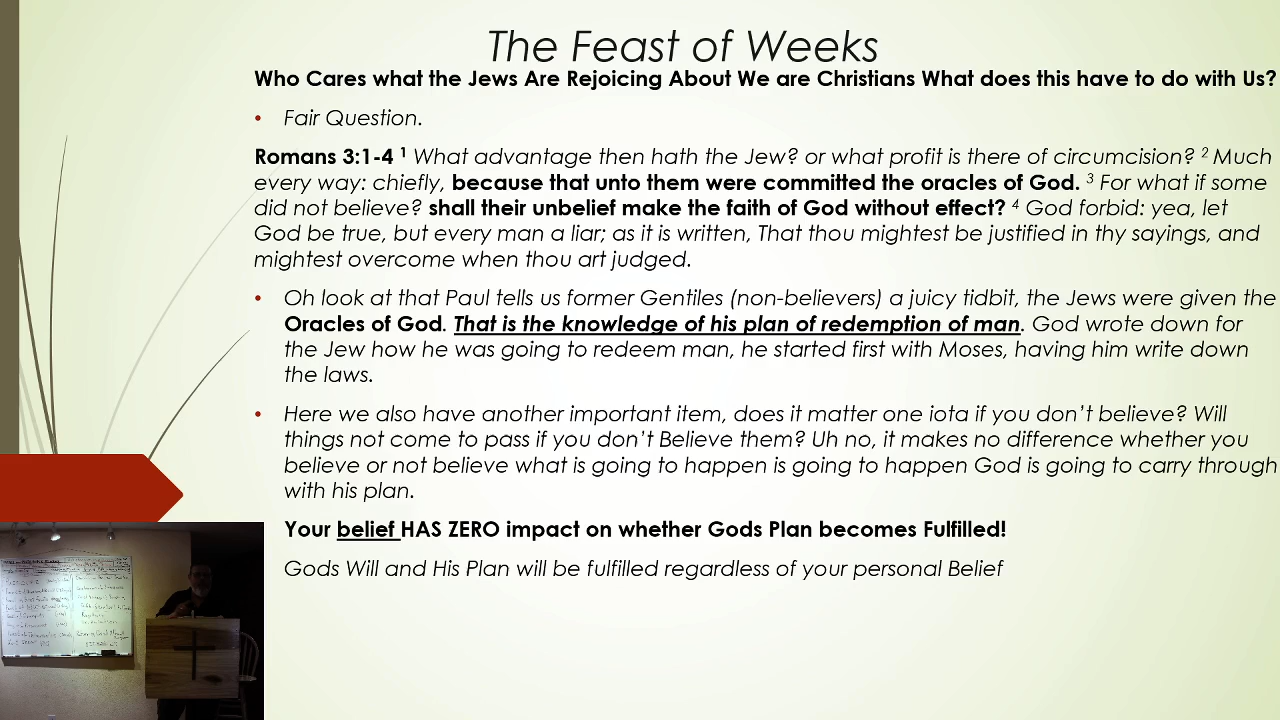 The Feast of Weeks
Who Cares what the Jews Are Rejoicing About We are Christians What does this have to do with Us?
• Fair Question.
Romans 3:1-4 ¹ What advantage then hath the Jew? or what profit is there of circumcision? ² Much
every way: chiefly, because that unto them were committed the oracles of God. ³ For what if some
did not believe? shall their unbelief make the faith of God without effect? ⁴ God forbid: yea, let
God be true, but every man a liar; as it is written, That thou mightest be justified in thy sayings, and
mightest overcome when thou art judged.
• Oh look at that Paul tells us former Gentiles (non-believers) a juicy tidbit, the Jews were given the
Oracles of God. That is the knowledge of his plan of redemption of man. God wrote down for
the Jew how he was going to redeem man, he started first with Moses, having him write down
the laws.
• Here we also have another important item, does it matter one iota if you don’t believe? Will
things not come to pass if you don’t Believe them? Uh no, it makes no difference whether you
believe or not believe what is going to happen is going to happen God is going to carry through
with his plan.
Your belief HAS ZERO impact on whether Gods Plan becomes Fulfilled!
Gods Will and His Plan will be fulfilled regardless of your personal Belief